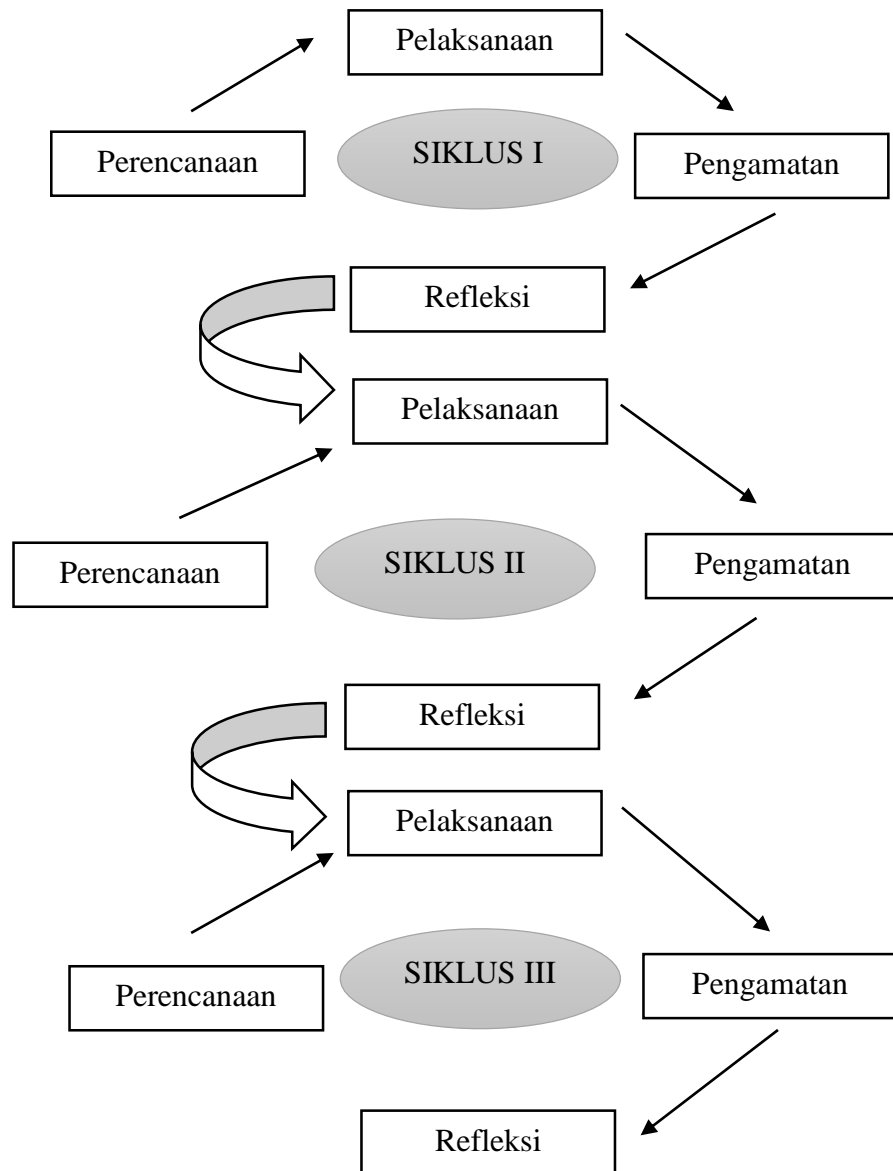 Pelaksanaan
Perencanaan
SIKLUS I
Pengamatan
Refleksi
Pelaksanaan
Perencanaan
SIKLUS II
Pengamatan
Refleksi
Pelaksanaan
Perencanaan
SIKLUS III
Pengamatan
Refleksi